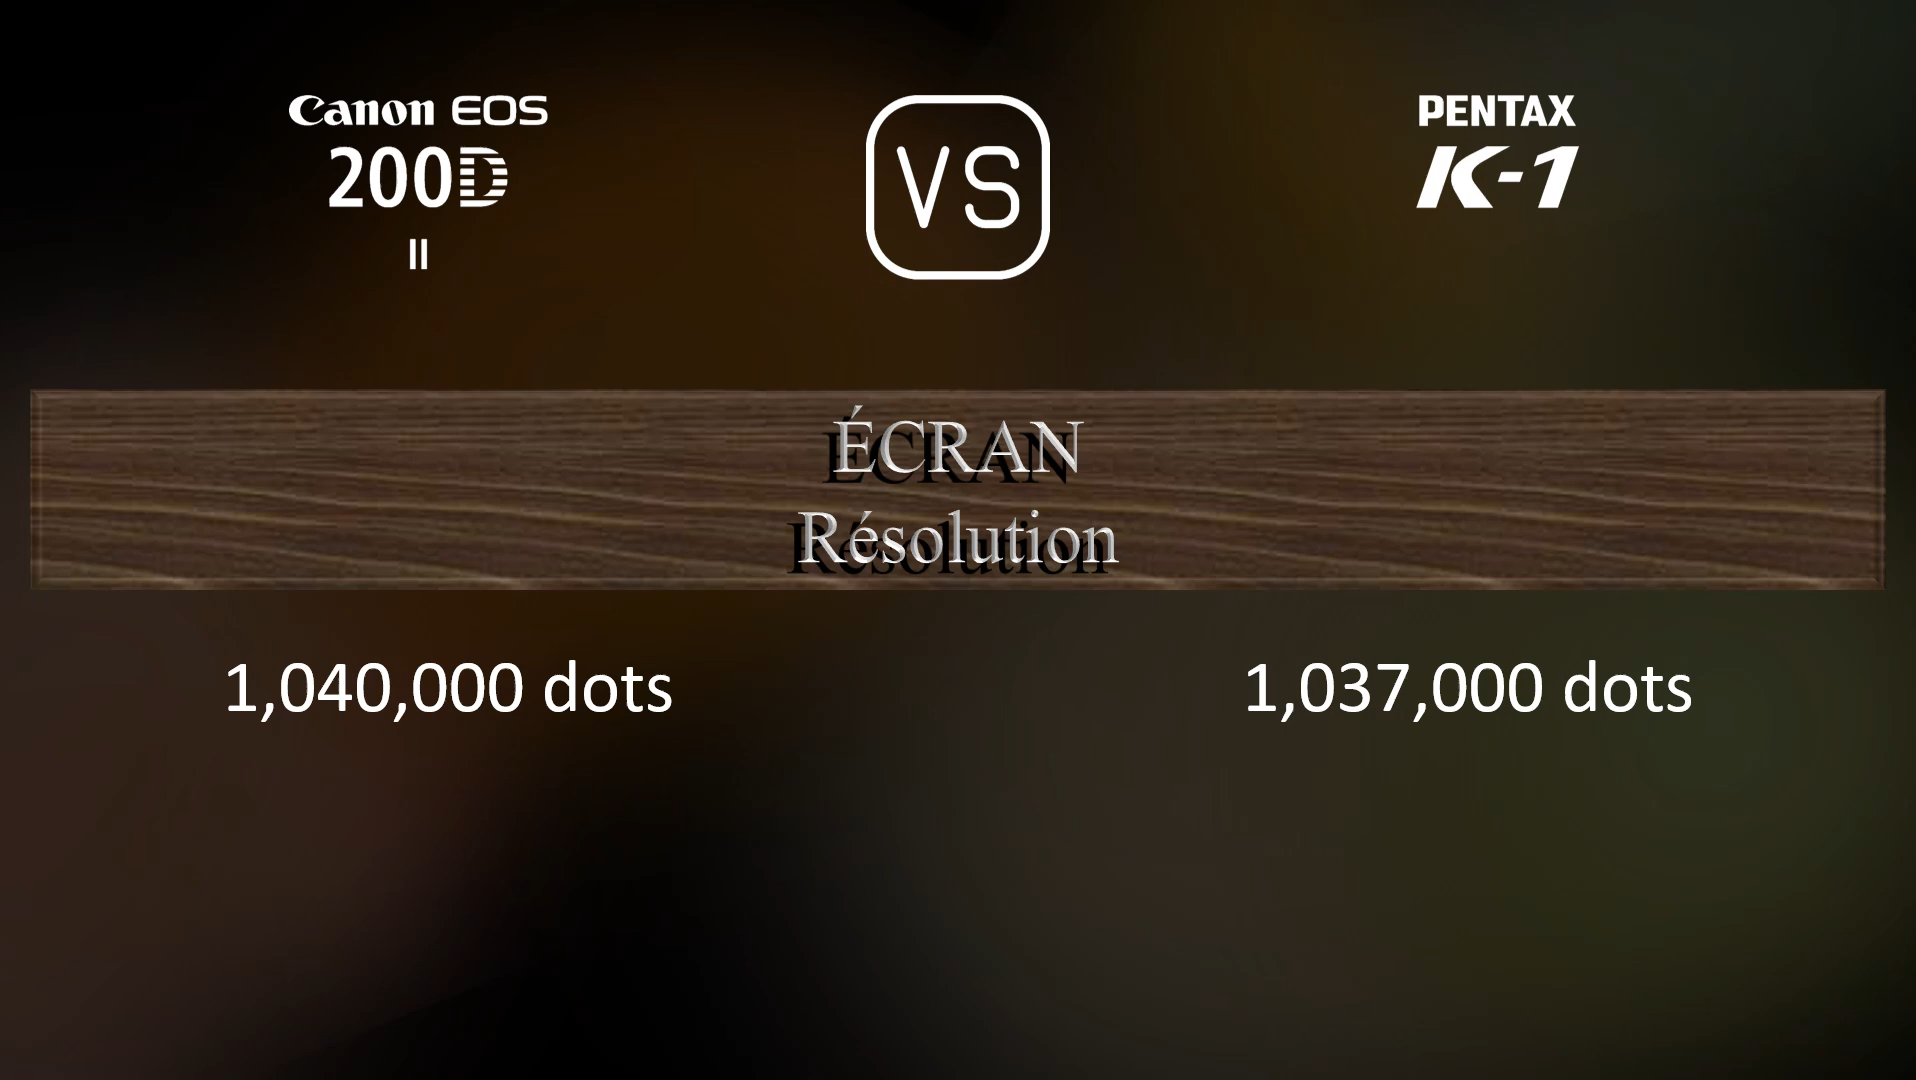 Canon EOS
200D
II
VS
PENTAX
K-1
ÉCRAN
Résolution
1,040,000 dots
1,037,000 dots